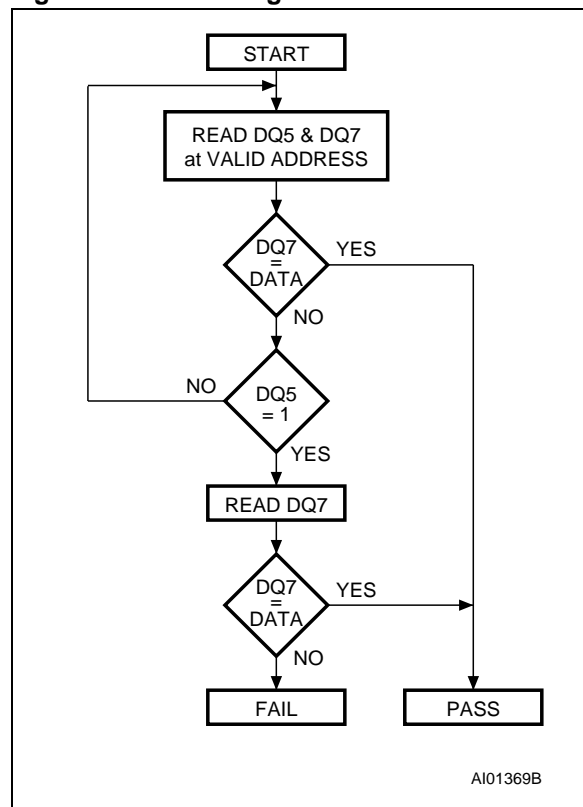 START
READ DQ5 & DQ7
at VALID ADDRESS
DQ7
=
DATA
YES
NO
NO
DQ5
= 1
YES
READ DQ7
DQ7
=
DATA
YES
NO
FAIL
PASS
AI01369B